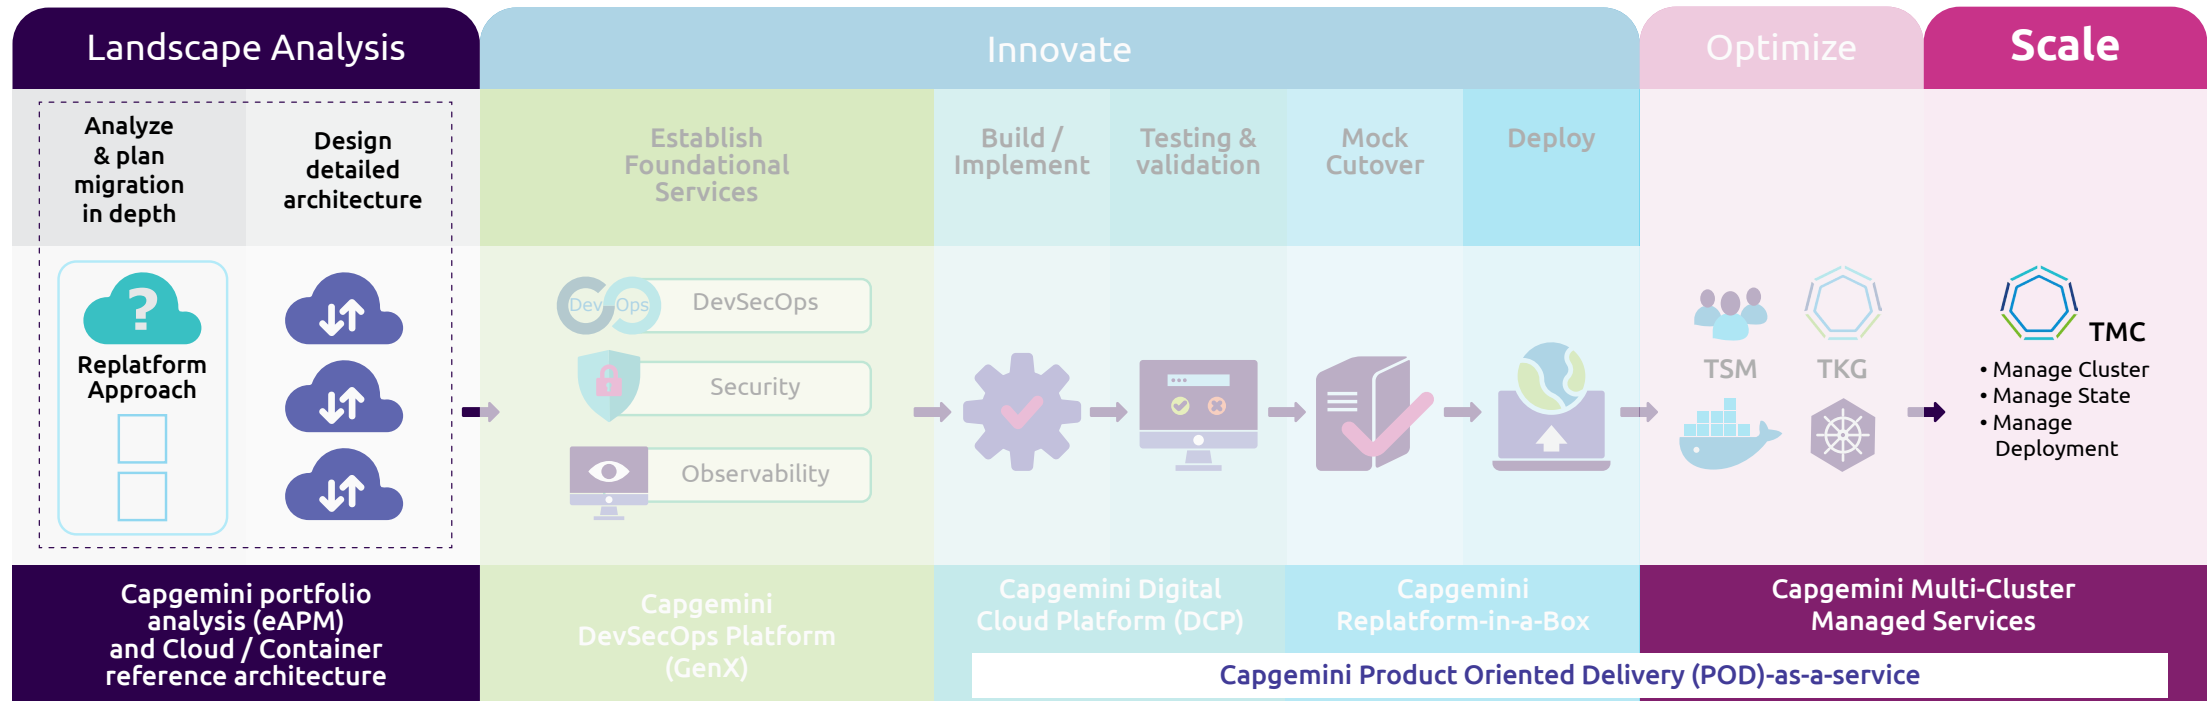 Landscape Analysis
Innovate
Optimize
Scale
Analyze
& plan
migration
in depth
Design
detailed
architecture
Establish
Foundational
Services
Build /
Implement
Testing &
validation
Mock
Cutover
Deploy
?
Replatform
Approach
Dev Ops
DevSecOps
Security
Observability
TSM
TKG
TMC
• Manage Cluster
• Manage State
• Manage
Deployment
Capgemini portfolio
analysis (eAPM)
and Cloud / Container
reference architecture
Capgemini
DevSecOps Platform
(GenX)
Capgemini Digital
Cloud Platform (DCP)
Capgemini
Replatform-in-a-Box
Capgemini Multi-Cluster
Managed Services
Capgemini Product Oriented Delivery (POD)-as-a-service